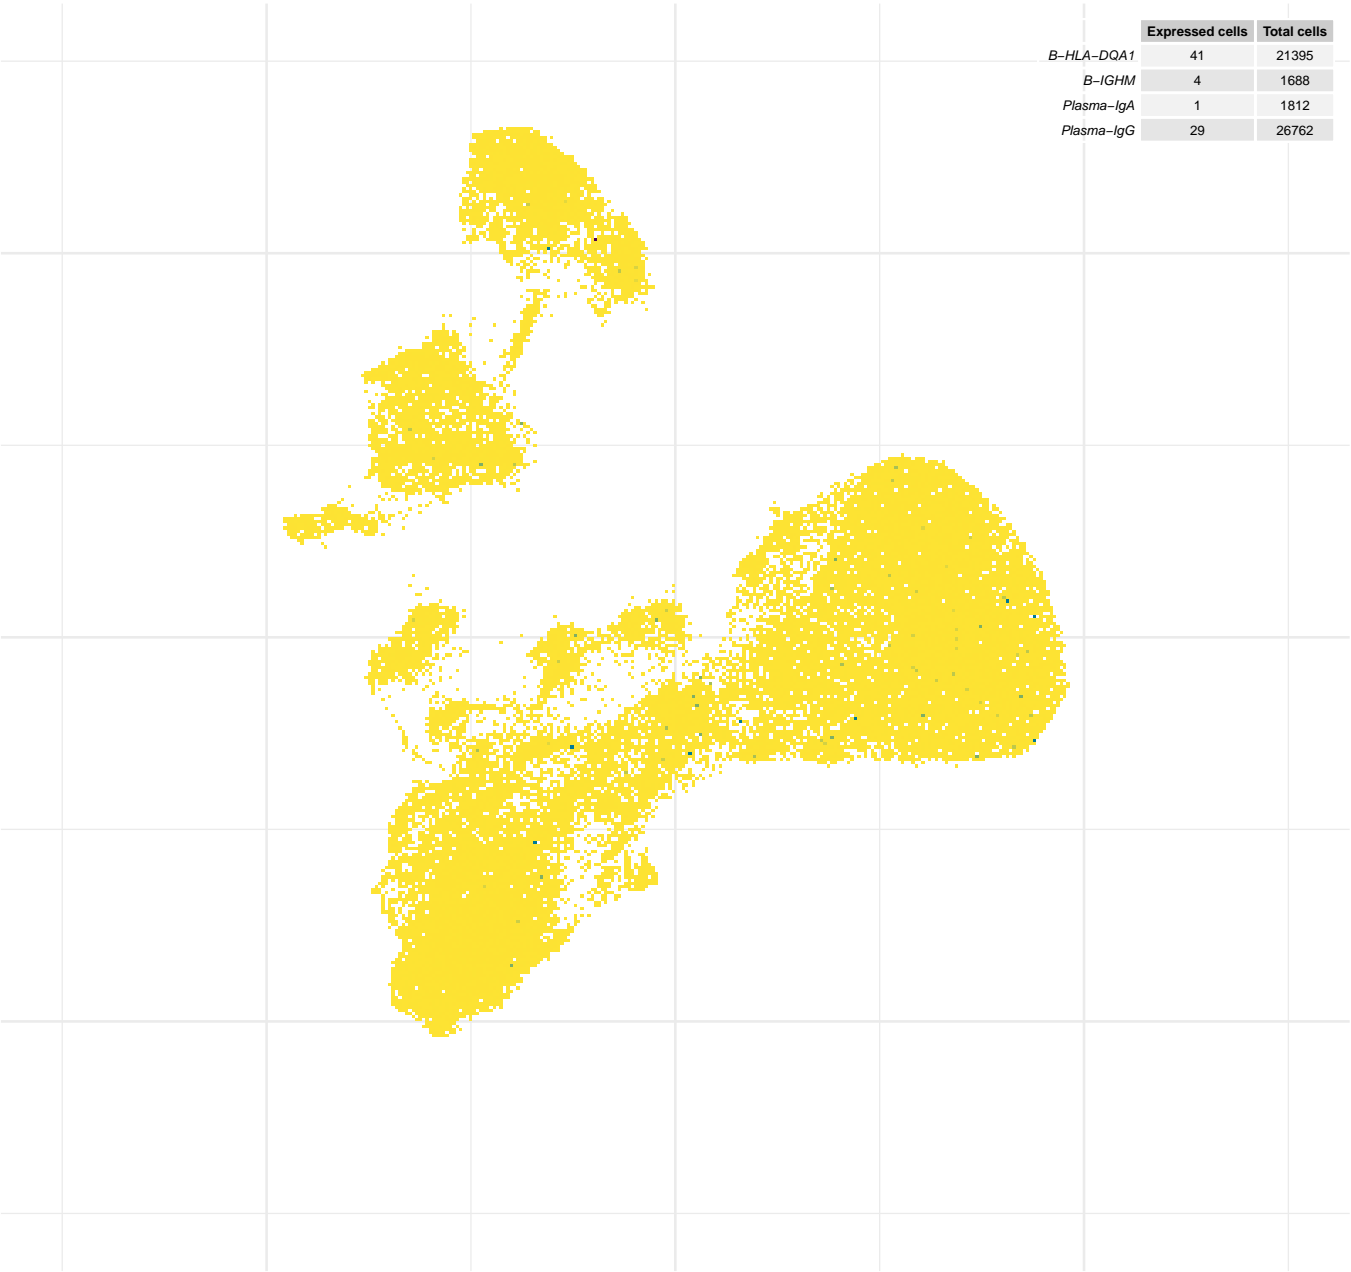 Expressed cells Total cells
B−HLA−DQA1 41 21395
B−IGHM 4 1688
Plasma−IgA 1 1812
Plasma−IgG 29 26762